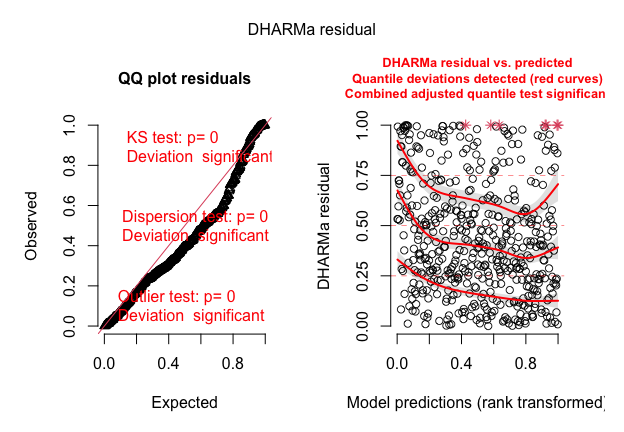 DHARMa residual
QQ plot residuals
KS test: p= 0
Deviation significant
Dispersion test: p= 0
Deviation significant
Outlier test: p= 0
Deviation significant
Observed
0.0 0.2 0.4 0.6 0.8 1.0
0.0 0.4 0.8
Expected
DHARMa residual vs. predicted
Quantile deviations detected (red curves)
Combined adjusted quantile test significan
DHARMa residual
0.00 0.25 0.50 0.75 1.00
0.0 0.4 0.8
Model predictions (rank transformed)